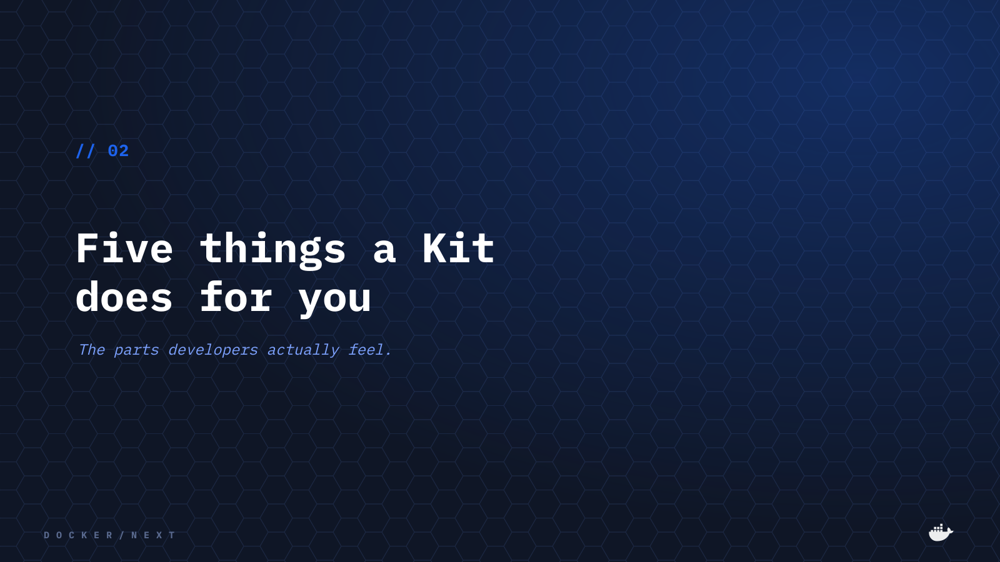 // 02
Five things a Kit
does for you
The parts developers actually feel.
DOCKER/NEXT